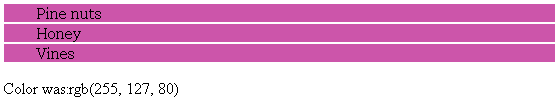 Pine nuts
Honey
Vines
Color was:rgb(255, 127, 80)